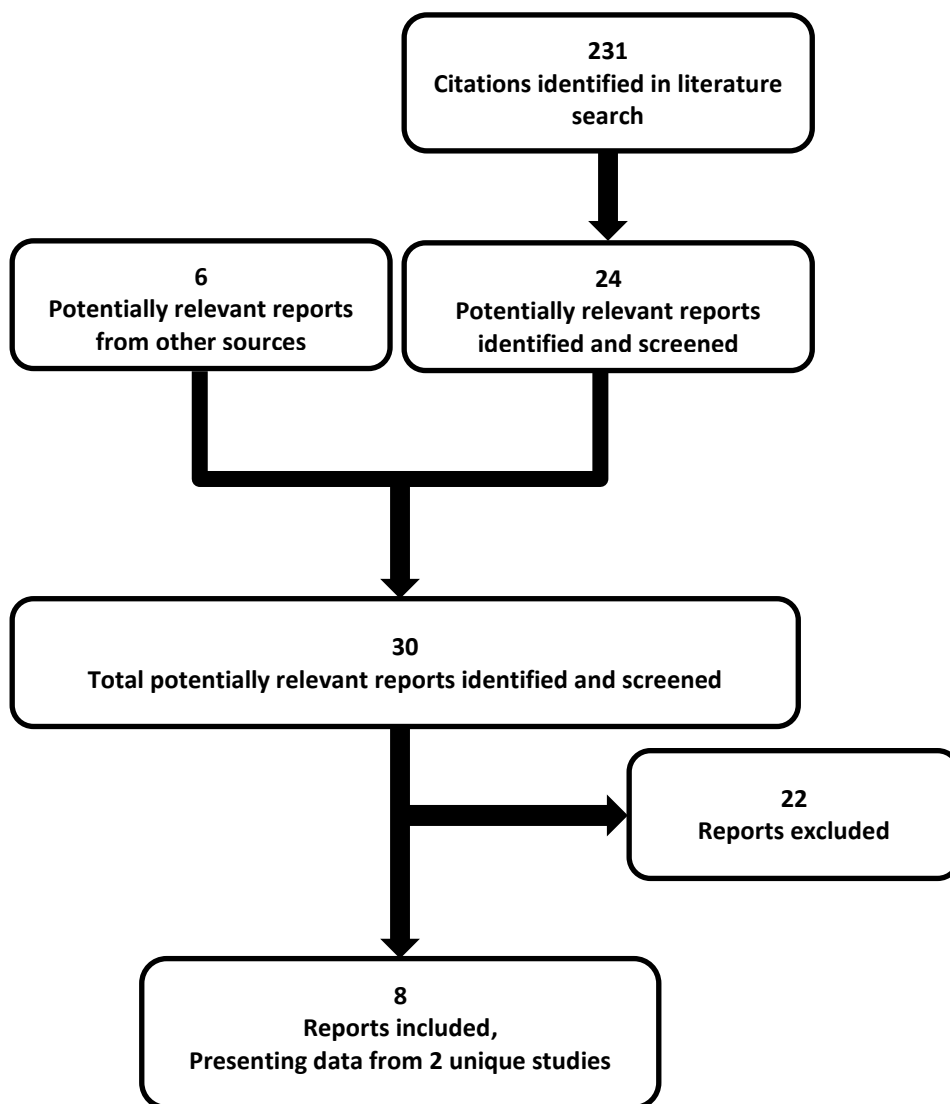 231
Citations identified in literature
search
6
Potentially relevant reports
from other sources
24
Potentially relevant reports
identified and screened
30
Total potentially relevant reports identified and screened
22
Reports excluded
8
Reports included,
Presenting data from 2 unique studies